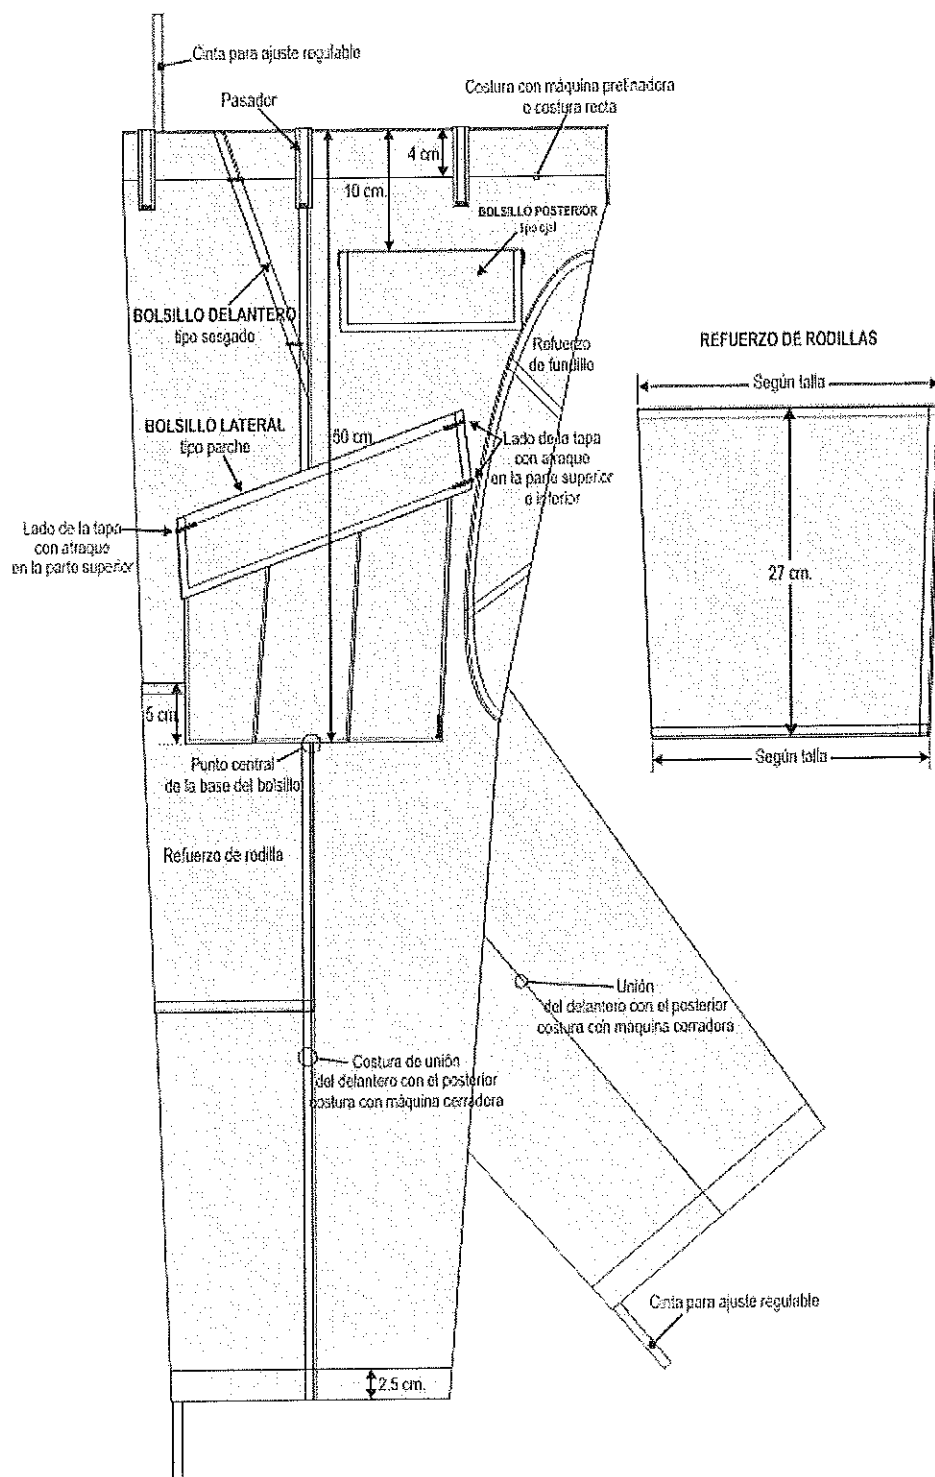 Cinta para ajuste regulable
Costura con máquina pretinadora
o costura recta
Pasador
4 cm.
10 cm.
BOLSILLO POSTERIOR
tipo ojal
BOLSILLO DELANTERO
tipo sesgado
Refuerzo
de fundillo
REFUERZO DE RODILLAS
Según talla
BOLSILLO LATERAL
tipo parche
50 cm.
Lado de la tapa
con atraque
en la parte superior
e inferior
Lado de la tapa
con atraque
en la parte superior
27 cm.
5 cm.
Punto central
de la base del bolsillo
Según talla
Refuerzo de rodilla
Unión
del delantero con el posterior
costura con máquina cerradora
Costura de unión
del delantero con el posterior
costura con máquina cerradora
Cinta para ajuste regulable
2.5 cm.